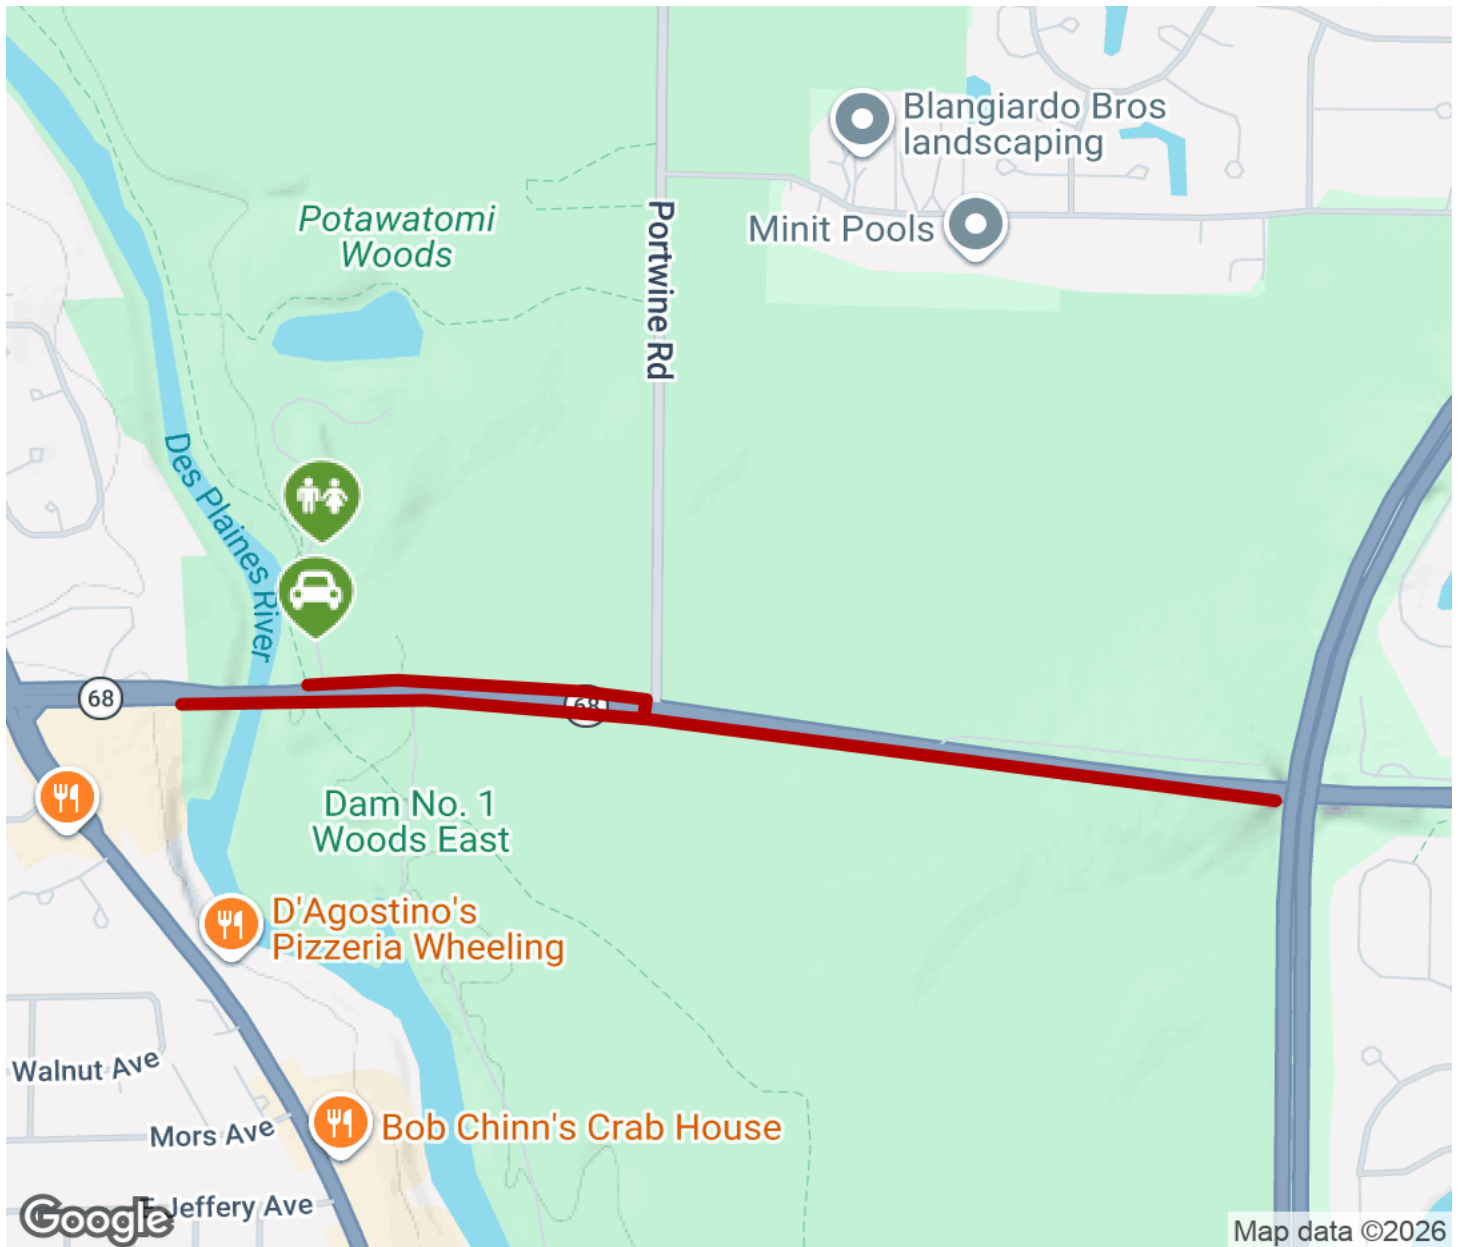 Blangiardo Bros
landscaping
Potawatomi
Woods
Minit Pools
Portwine Rd
Des Plaines River
68
68
Dam No. 1
Woods East
D'Agostino's
Pizzeria Wheeling
Walnut Ave
Mors Ave
Bob Chinn's Crab House
E Jeffery Ave
Google
Map data ©2026